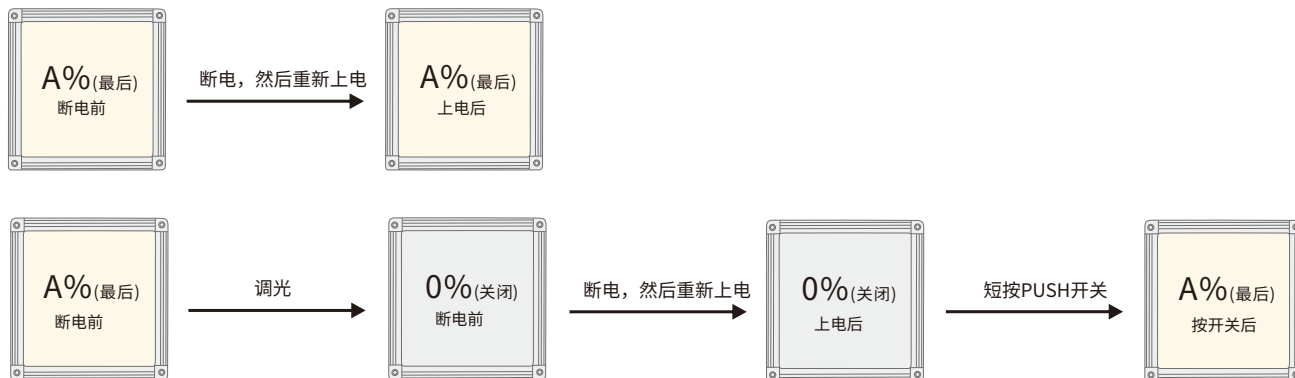 A%(最后)
断电前
断电，然后重新上电
A%(最后)
上电后
A%(最后)
断电前
调光
0%(关闭)
断电前
断电，然后重新上电
0%(关闭)
上电后
短按PUSH开关
A%(最后)
按开关后